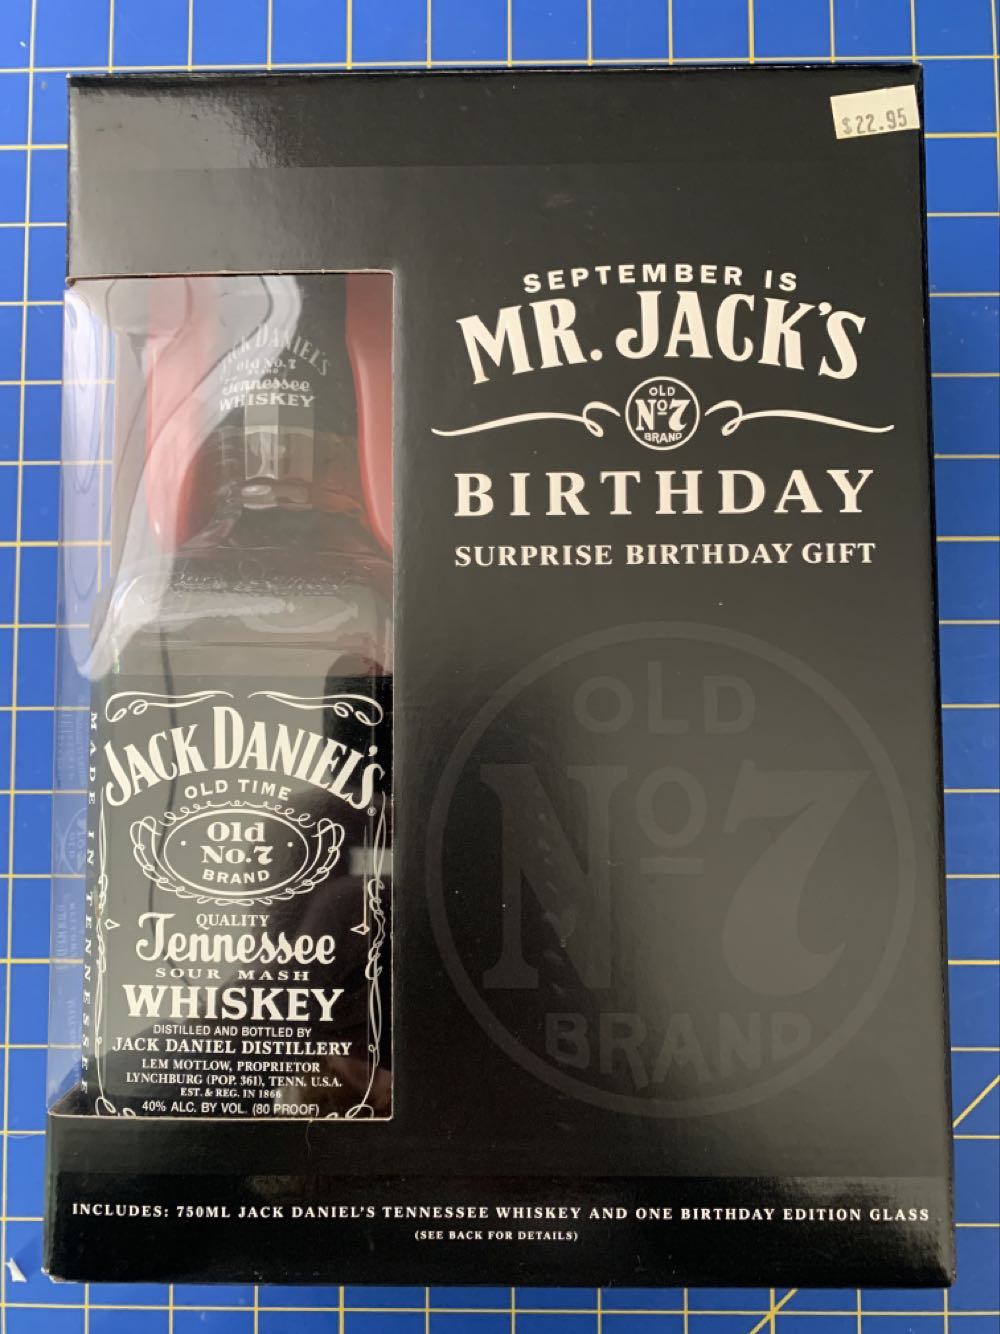 $22.95
SEPTEMBER IS
MR. JACK'S
OLD
Nº7
BRAND
BIRTHDAY
SURPRISE BIRTHDAY GIFT
OLD
Nº7
BRAND
JACK DANIEL'S
Old No.7
BRAND
Tennessee
WHISKEY
MADE IN TENNESSEE
JACK DANIEL'S
OLD TIME
Old
No.7
BRAND
QUALITY
Tennessee
SOUR MASH
WHISKEY
DISTILLED AND BOTTLED BY
JACK DANIEL DISTILLERY
LEM MOTLOW, PROPRIETOR
LYNCHBURG (POP. 361), TENN. U.S.A.
EST. & REG. IN 1866
40% ALC. BY VOL. (80 PROOF)
INCLUDES: 750ML JACK DANIEL'S TENNESSEE WHISKEY AND ONE BIRTHDAY EDITION GLASS
(SEE BACK FOR DETAILS)